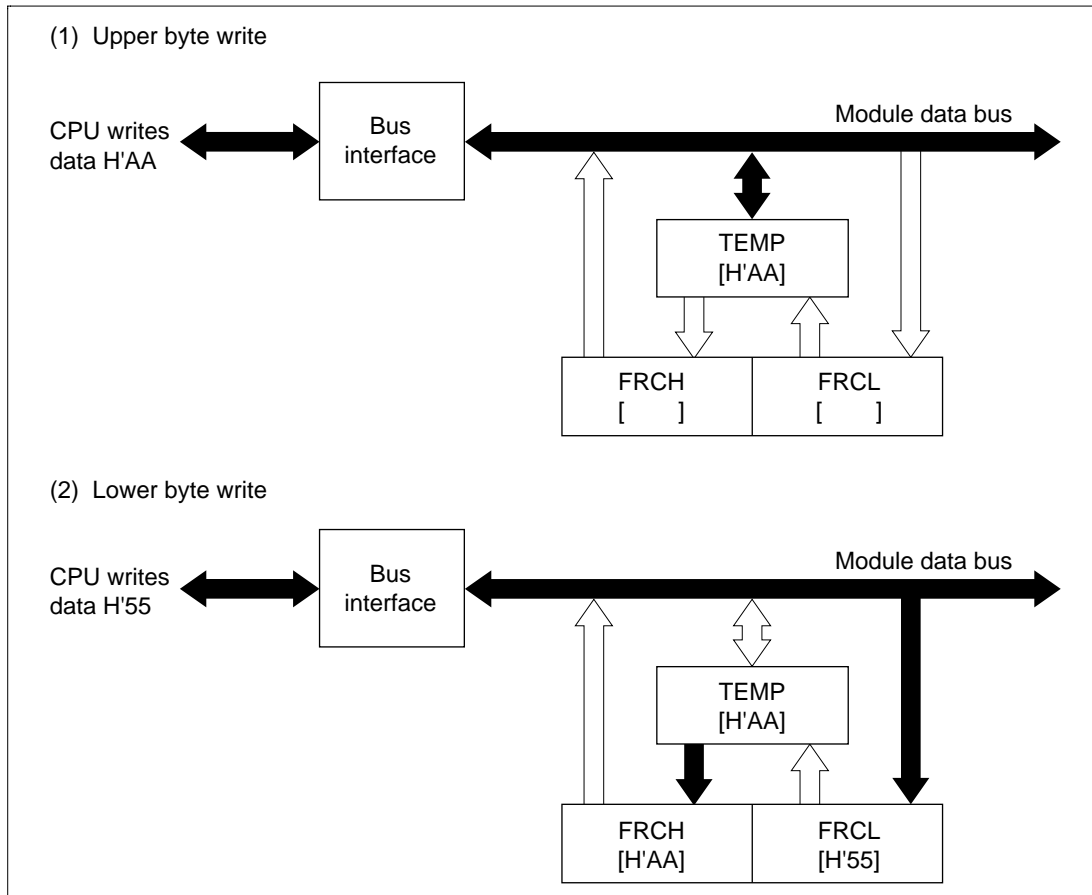 (1) Upper byte write
CPU writes
data H'AA
Bus
interface
Module data bus
TEMP
[H'AA]
FRCH
[ ]
FRCL
[ ]
(2) Lower byte write
CPU writes
data H'55
Bus
interface
Module data bus
TEMP
[H'AA]
FRCH
[H'AA]
FRCL
[H'55]